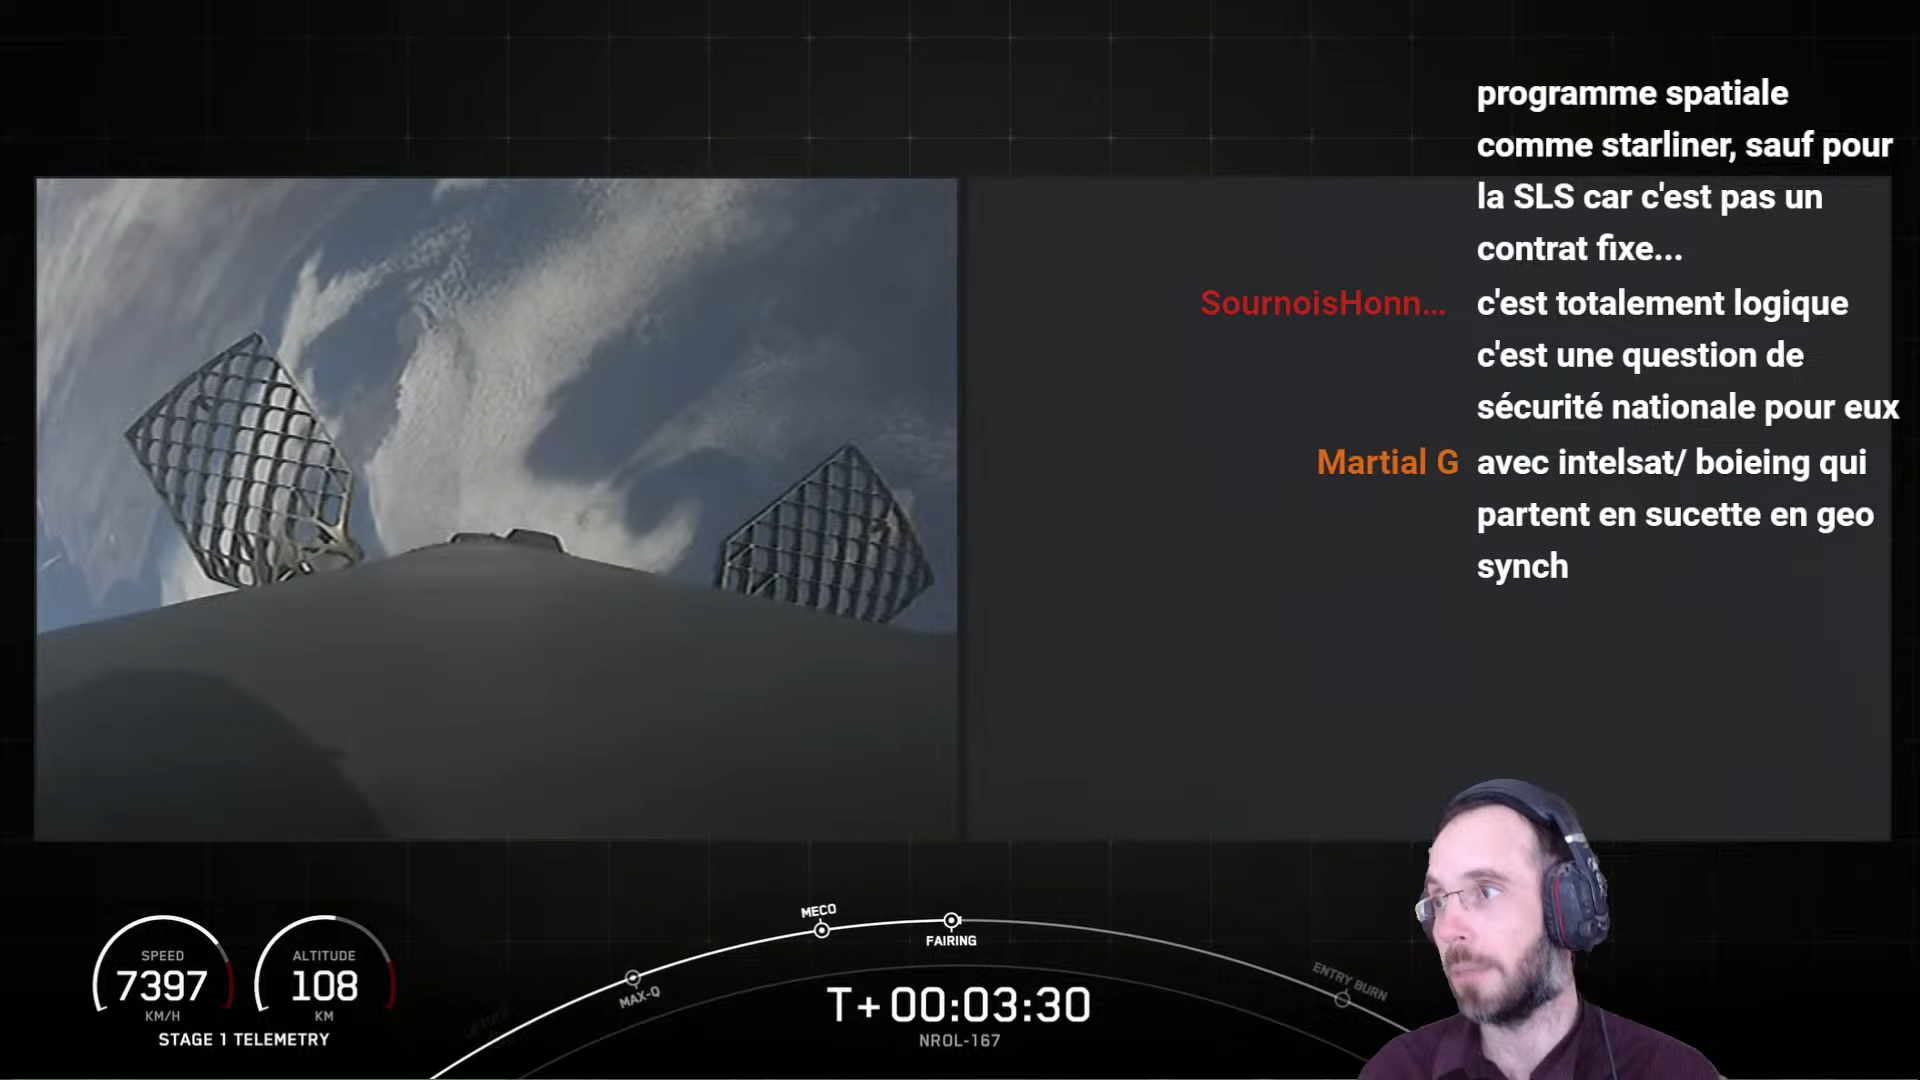 programme spatiale
comme starliner, sauf pour
la SLS car c'est pas un
contrat fixe...
SournoisHonn... c'est totalement logique
c'est une question de
sécurité nationale pour eux
Martial G avec intelsat/ boieing qui
partent en sucette en geo
synch
MECO
FAIRING
MAX-Q
ENTRY BURN
LIFTOFF
SPEED
7397
KM/H
ALTITUDE
108
KM
STAGE 1 TELEMETRY
T+ 00:03:30
NROL-167